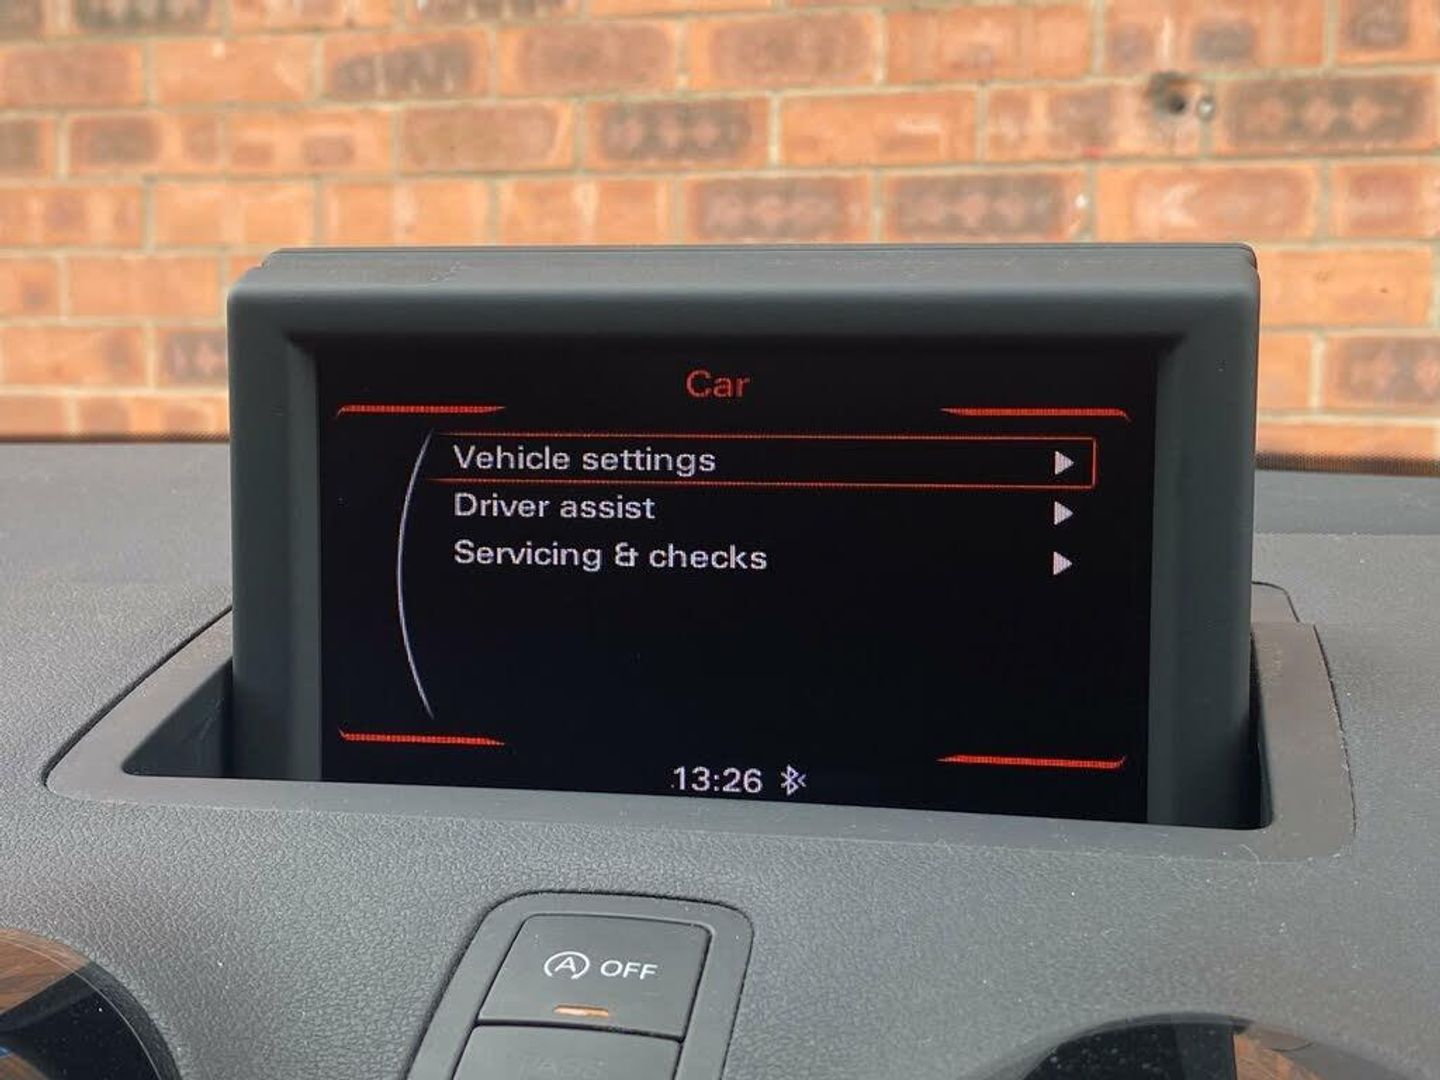 Car
Vehicle settings
Driver assist
Servicing & checks
13:26
A OFF